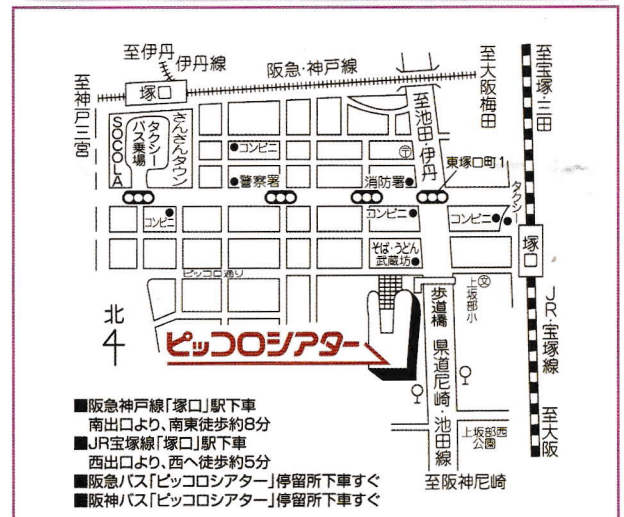 至伊丹
伊丹線
阪急・神戸線
至大阪梅田
至宝塚・三田
至神戸三宮
塚口
SOCOLA
タクシー
バス乗場
さんさんタウン
コンビニ
至池田・伊丹
〒
東塚口町1
警察署
消防署
タクシー
コンビニ
コンビニ
コンビニ
塚口
そば・うどん
武蔵坊
ピッコロ通り
文
上坂部小
歩道橋
北
ピッコロシアター
県道尼崎・池田線
JR・宝塚線
上坂部西
公園
至大阪
至阪神尼崎
■阪急神戸線「塚口」駅下車
南出口より、南東徒歩約8分
■JR宝塚線「塚口」駅下車
西出口より、西へ徒歩約5分
■阪急バス「ピッコロシアター」停留所下車すぐ
■阪神バス「ピッコロシアター」停留所下車すぐ